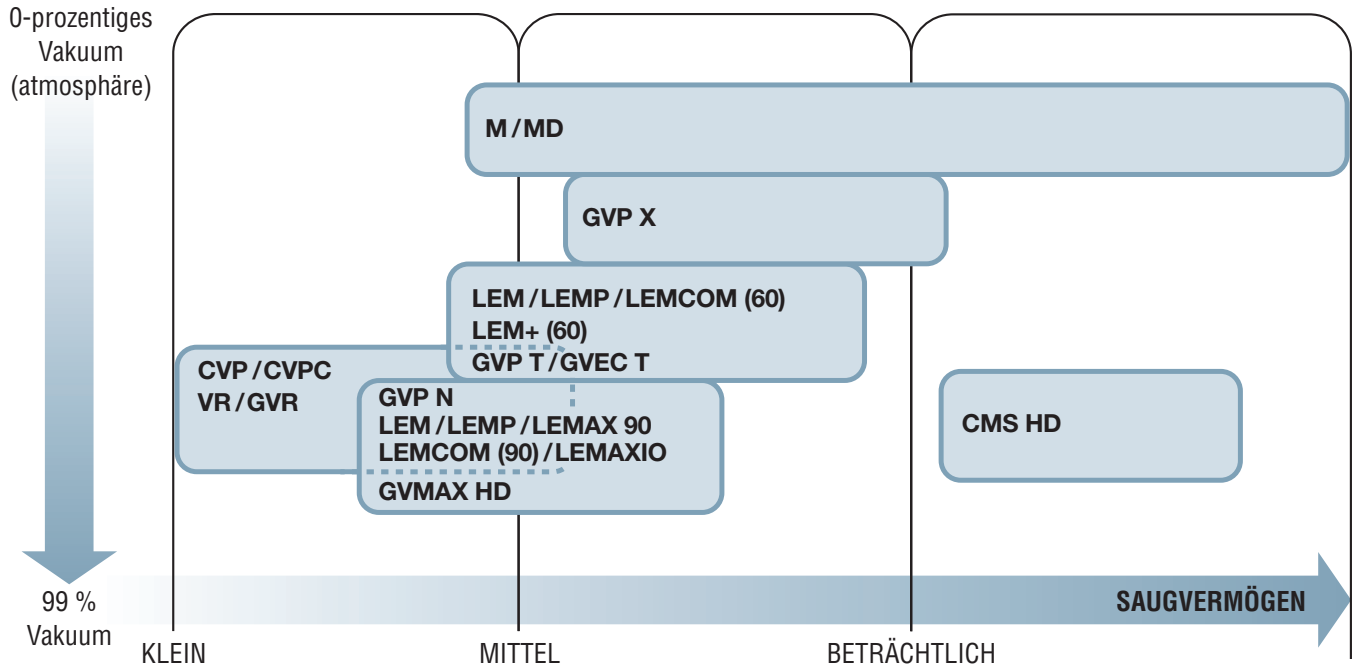 0-prozentiges
Vakuum
(atmosphäre)
M / MD
GVP X
LEM / LEMP / LEMCOM (60)
LEM+ (60)
GVP T / GVEC T
CVP / CVPC
VR / GVR
GVP N
LEM / LEMP / LEMAX 90
LEMCOM (90) / LEMAXIO
GVMAX HD
CMS HD
99 %
Vakuum
SAUGVERMÖGEN
KLEIN
MITTEL
BETRÄCHTLICH